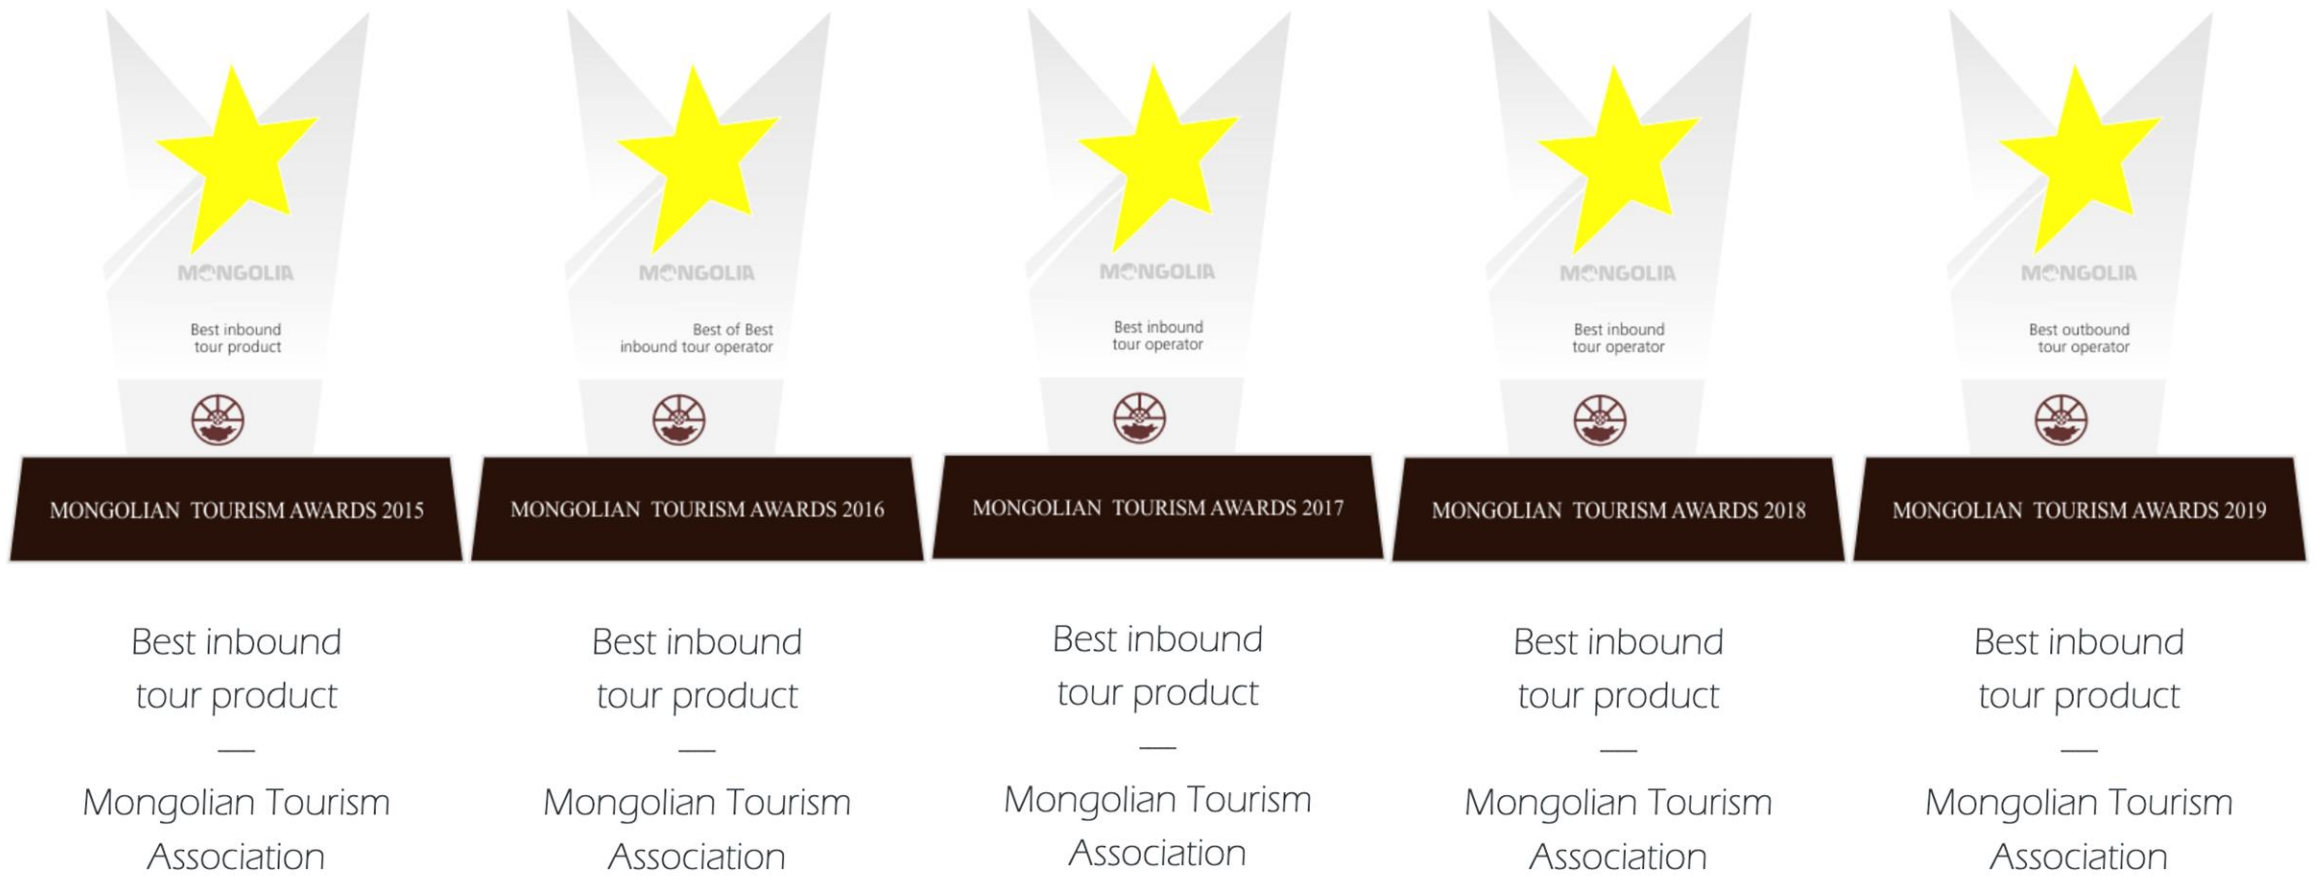 MONGOLIA
Best inbound
tour product
MONGOLIAN TOURISM AWARDS 2015
Best inbound
tour product
Mongolian Tourism
Association
MONGOLIA
Best of Best
inbound tour operator
MONGOLIAN TOURISM AWARDS 2016
Best inbound
tour product
Mongolian Tourism
Association
MONGOLIA
Best inbound
tour operator
MONGOLIAN TOURISM AWARDS 2017
Best inbound
tour product
Mongolian Tourism
Association
MONGOLIA
Best inbound
tour operator
MONGOLIAN TOURISM AWARDS 2018
Best inbound
tour product
Mongolian Tourism
Association
MONGOLIA
Best outbound
tour operator
MONGOLIAN TOURISM AWARDS 2019
Best inbound
tour product
Mongolian Tourism
Association